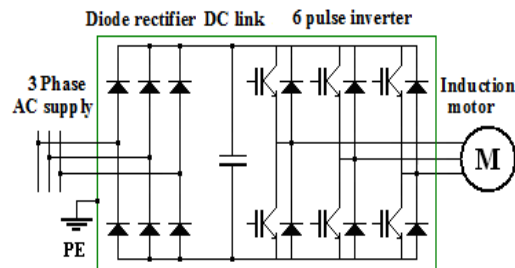 Diode rectifier DC link 6 pulse inverter
3 Phase
AC supply
Induction
motor
M
PE